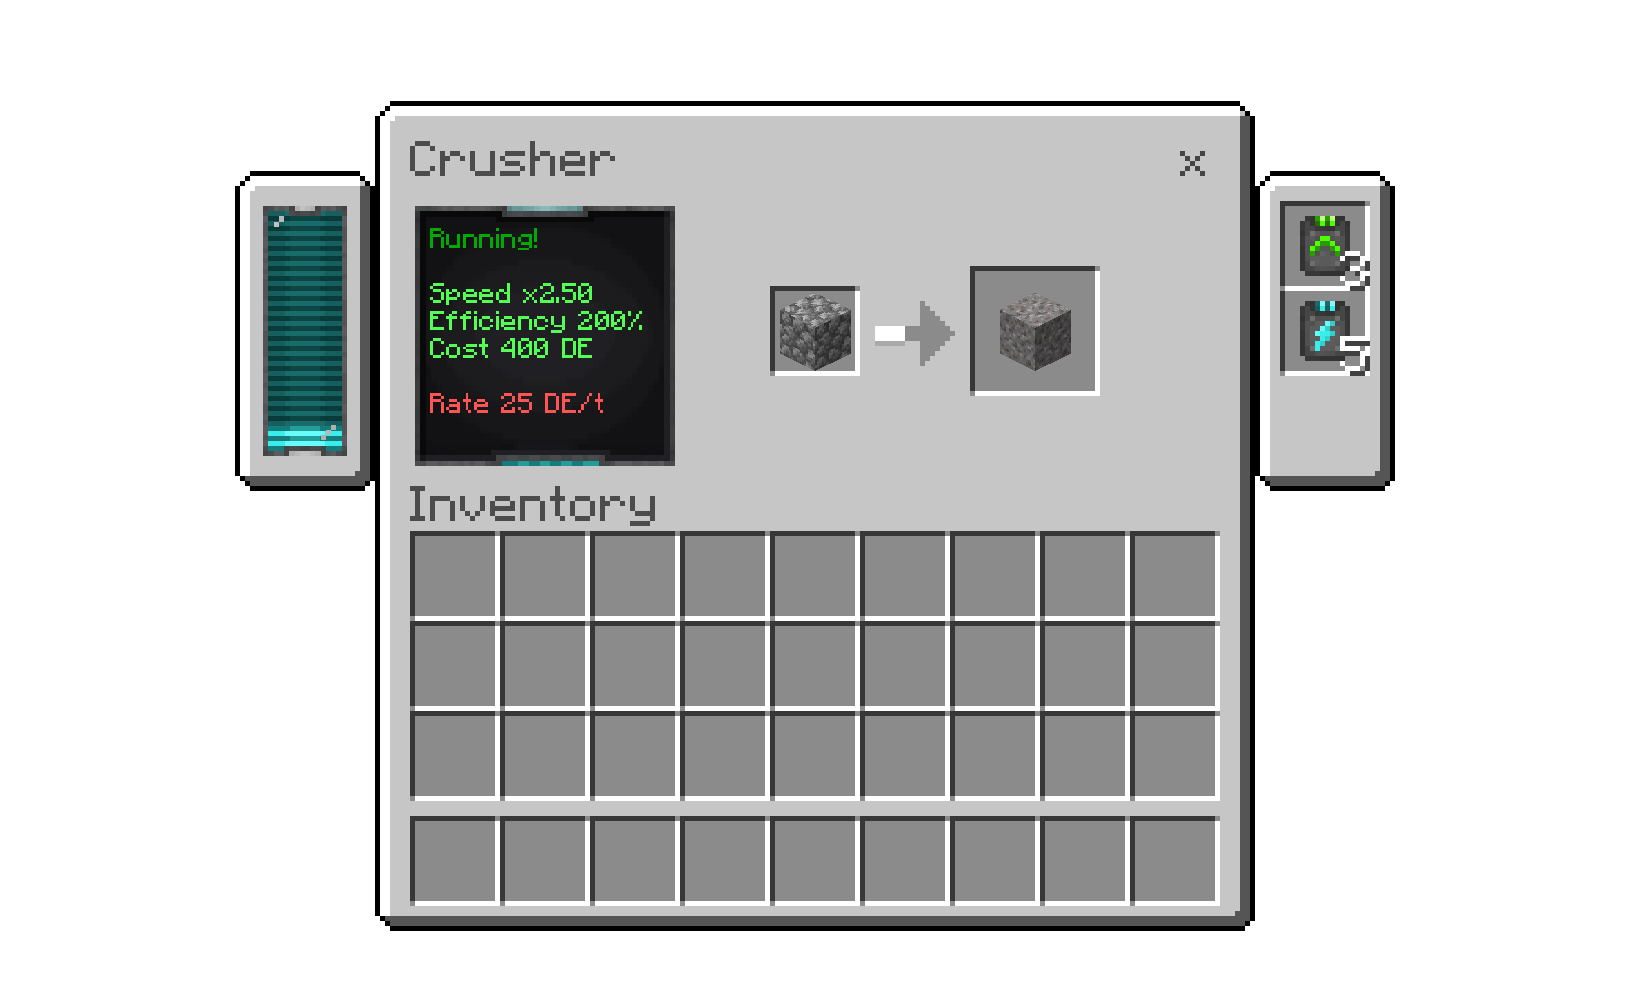 Crusher
x
Running!
Speed x2.50
Efficiency 200%
Cost 400 DE
Rate 25 DE/t
3
5
Inventory